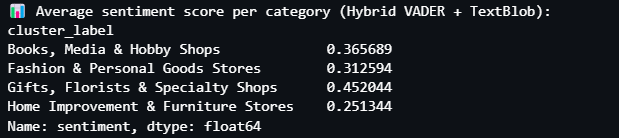 📊 Average sentiment score per category (Hybrid VADER + TextBlob):
cluster_label
Books, Media & Hobby Shops 0.365689
Fashion & Personal Goods Stores 0.312594
Gifts, Florists & Specialty Shops 0.452044
Home Improvement & Furniture Stores 0.251344
Name: sentiment, dtype: float64